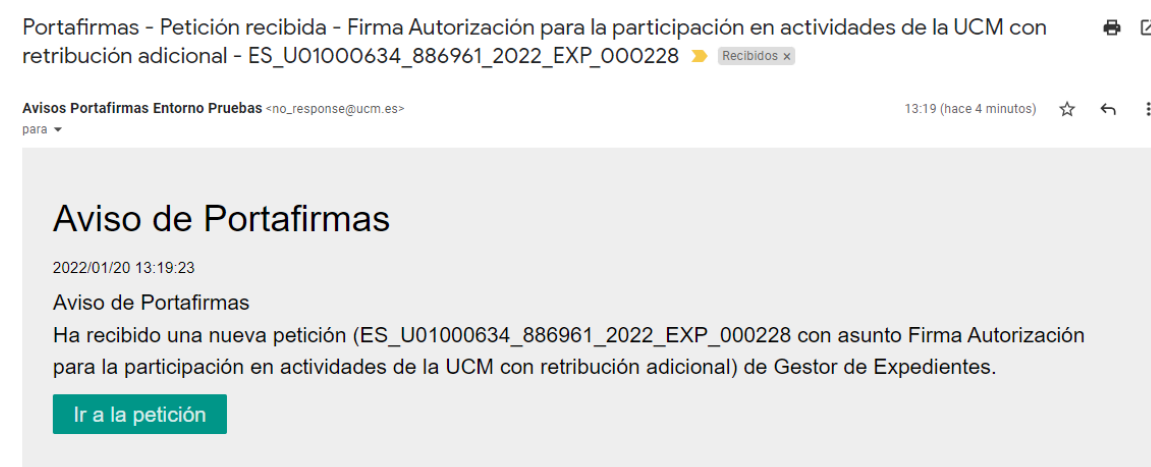 Portafirmas - Petición recibida - Firma Autorización para la participación en actividades de la UCM con
retribución adicional - ES_U01000634_886961_2022_EXP_000228 Recibidos x
Avisos Portafirmas Entorno Pruebas <no_response@ucm.es> 13:19 (hace 4 minutos)
para
Aviso de Portafirmas
2022/01/20 13:19:23
Aviso de Portafirmas
Ha recibido una nueva petición (ES_U01000634_886961_2022_EXP_000228 con asunto Firma Autorización
para la participación en actividades de la UCM con retribución adicional) de Gestor de Expedientes.
Ir a la petición